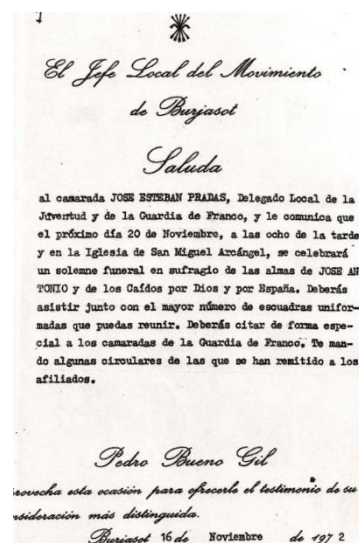 El Jefe Local del Movimiento
de Burjasot
Saluda
al camarada JOSE ESTEBAN PRADAS, Delegado Local de la
Juventud y de la Guardia de Franco, y le comunica que
el próximo día 20 de Noviembre, a las ocho de la tarde
y en la Iglesia de San Miguel Arcángel, se celebrará
un solemne funeral en sufragio de las almas de JOSE AN
TONIO y de los Caídos por Dios y por España. Deberás
asistir junto con el mayor número de escuadras unifor-
madas que puedas reunir. Deberás citar de forma espe-
cial a los camaradas de la Guardia de Franco. Te man-
do algunas circulares de las que se han remitido a los
afiliados.
Pedro Bueno Gil
rovecha esta ocasión para ofrecerle el testimonio de su
nsideración más distinguida.
Burjasot 16 de Noviembre de 197 2